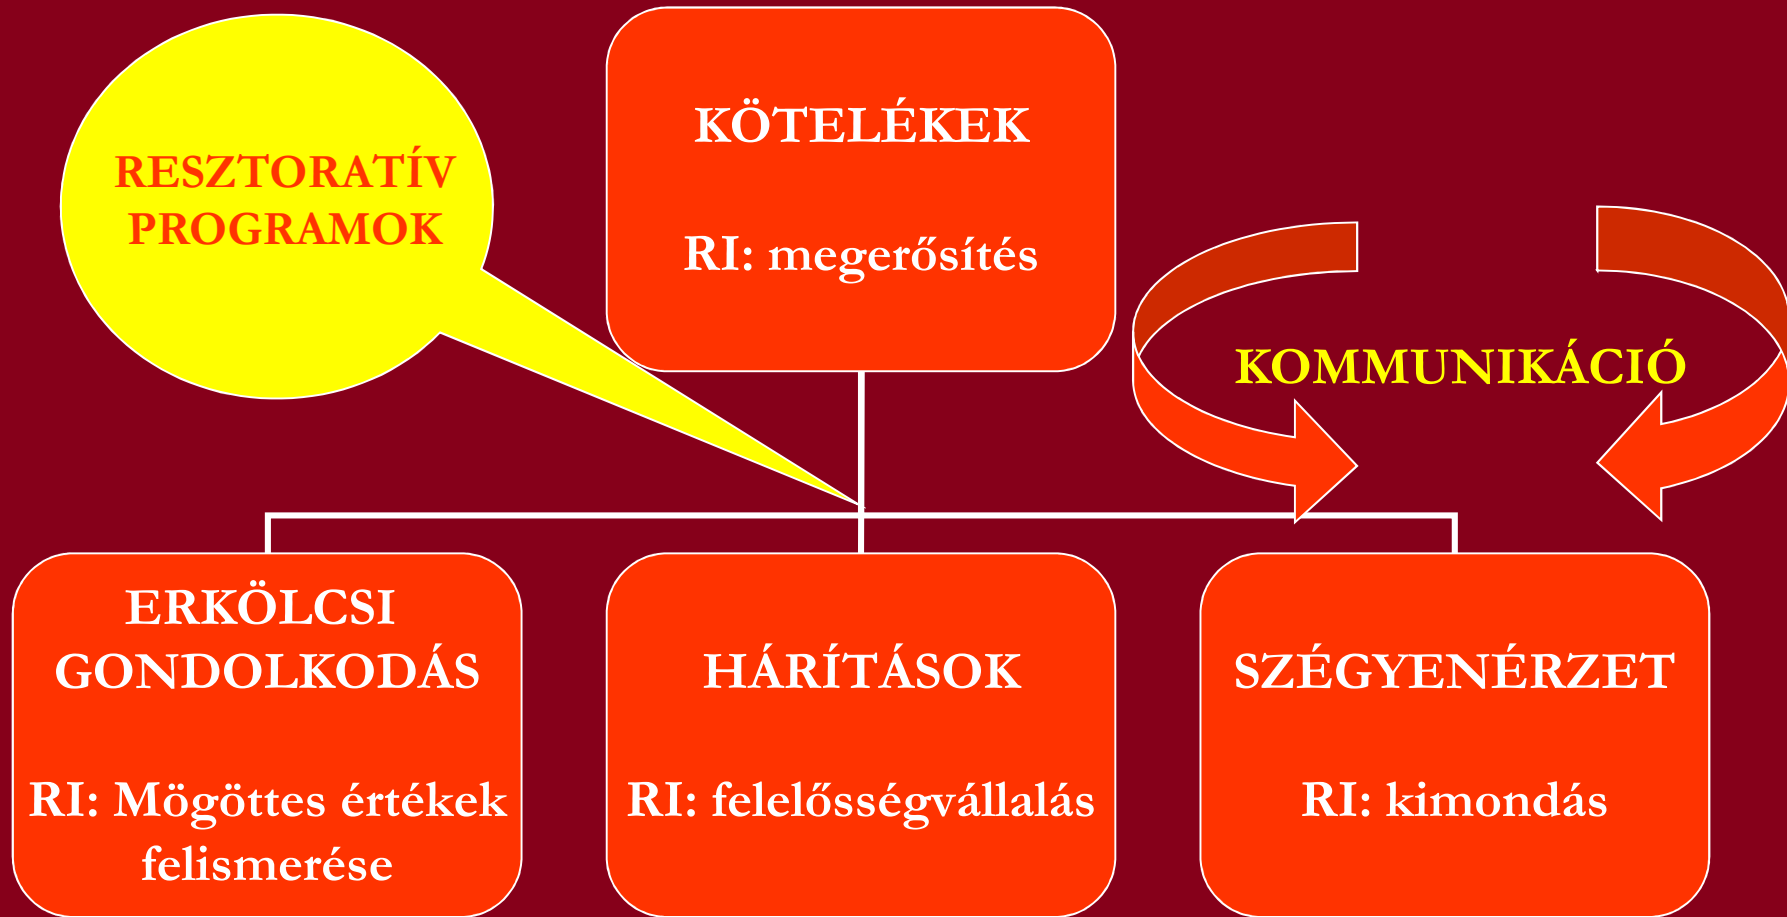 RESZTORATÍV
PROGRAMOK
KÖTELÉKEK
RI: megerősítés
KOMMUNIKÁCIÓ
ERKÖLCSI
GONDOLKODÁS
RI: Mögöttes értékek
felismerése
HÁRÍTÁSOK
RI: felelősségvállalás
SZÉGYENÉRZET
RI: kimondás